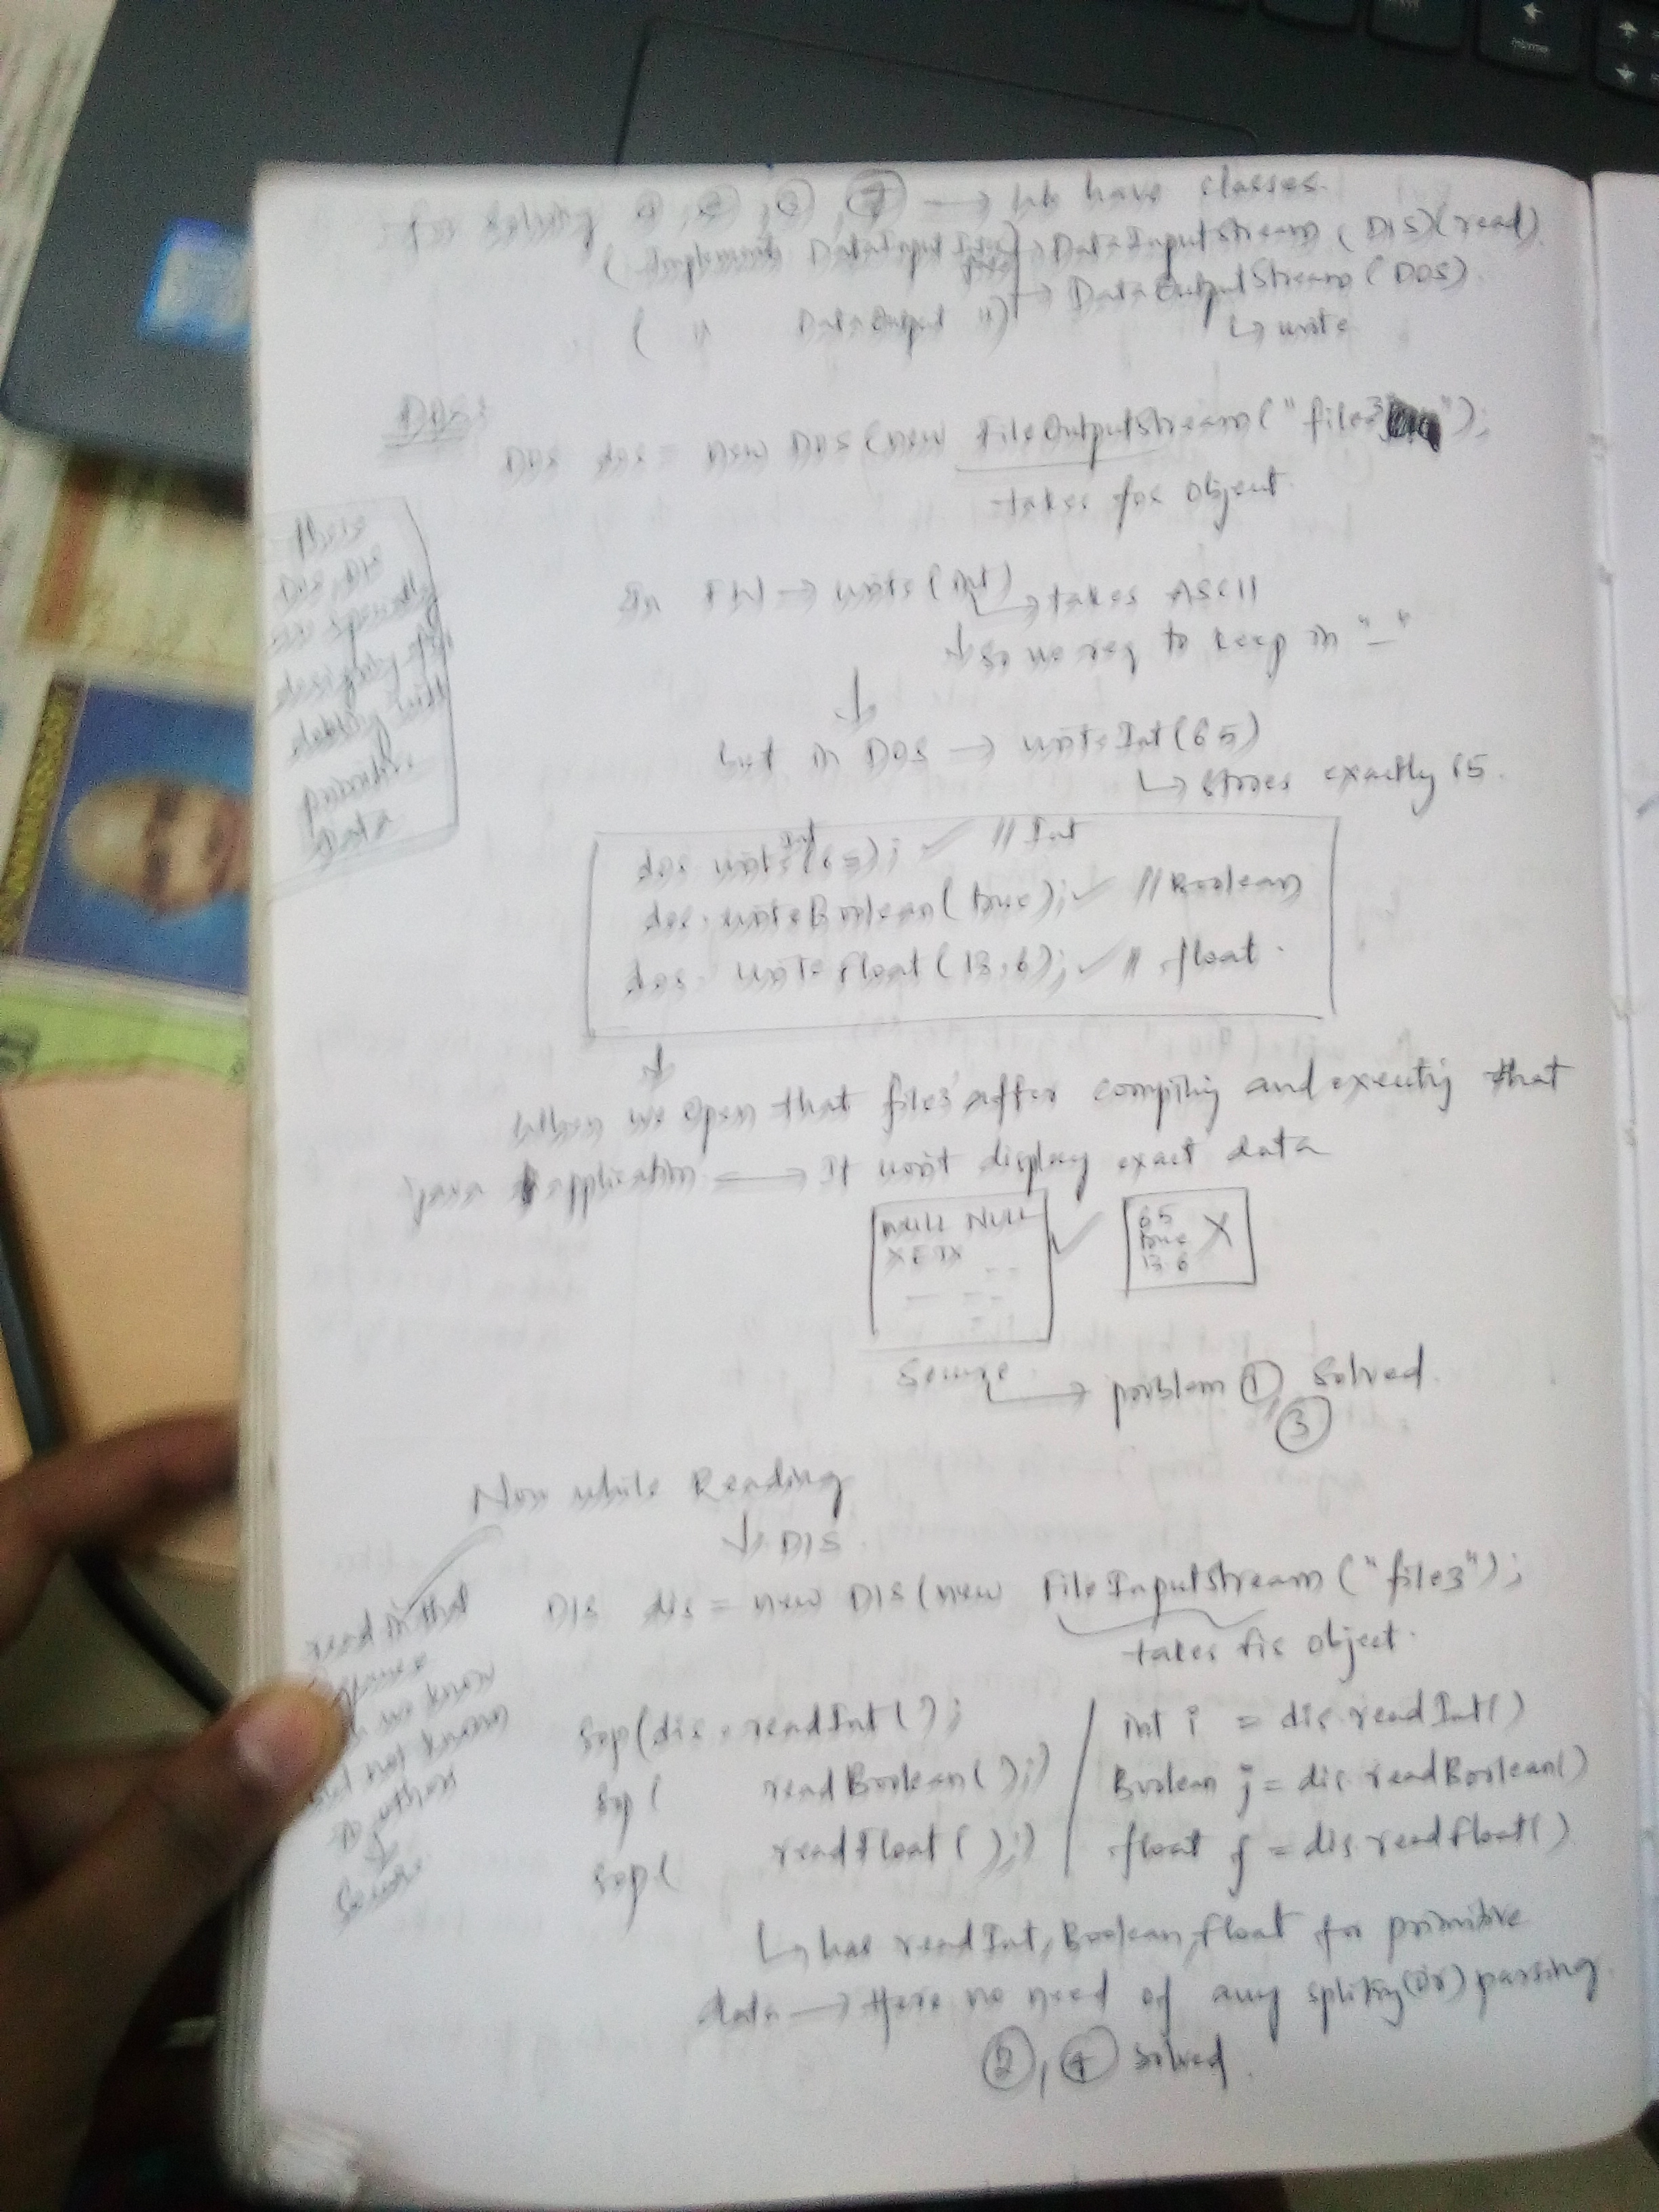 for solving ①, ②, ③, ④ → we have classes.
(Implements DataInput Interface) → DataInputStream (DIS) (read)
( " DataOutput ") → DataOutputStream (DOS).
↳ write
DOS:
DOS dos = new DOS (new FileOutputStream("file3");
takes fos object.
In FW → write(int) → takes ASCII
↓ so we req to keep in "_"
↓
but in DOS → writeInt(65)
↳ stores exactly 65.
These
DOS, DIS
are specially
designed
dealing with
primitive
Data
dos.writeInt(65); ✓ // Int
dos.writeBoolean(true); ✓ // Boolean
dos.writeFloat(13.6); ✓ // float.
↓
When we open that file3 after compiling and executing that
java application → It won't display exact data
NULL NULL
XETX
✓
65
true
13.6
X
Secure → problem ①, ③ solved.
Now while Reading
↓ DIS.
DIS dis = new DIS(new FileInputStream("file3");
takes fis object.
read in that
we know
but not known
to others
Secure
Sop(dis.readInt();
Sop( readBoolean();)
Sop( readFloat();)
int i = dis.readInt()
Boolean j = dis.readBoolean()
float f = dis.readfloat()
↳ has readInt, Boolean, float for primitive
data → Here no need of any spliting (or) parsing.
②, ④ solved.